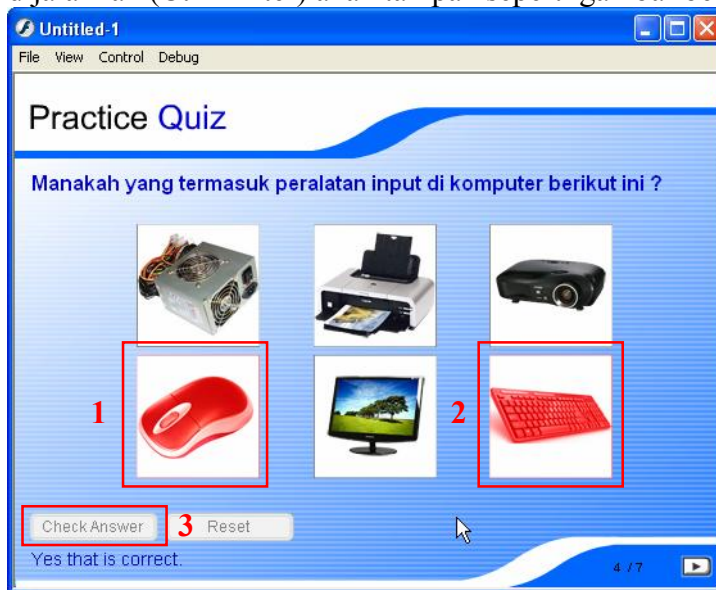 Untitled-1
File View Control Debug
Practice Quiz
Manakah yang termasuk peralatan input di komputer berikut ini ?
1
2
Check Answer
3
Reset
Yes that is correct.
4 / 7